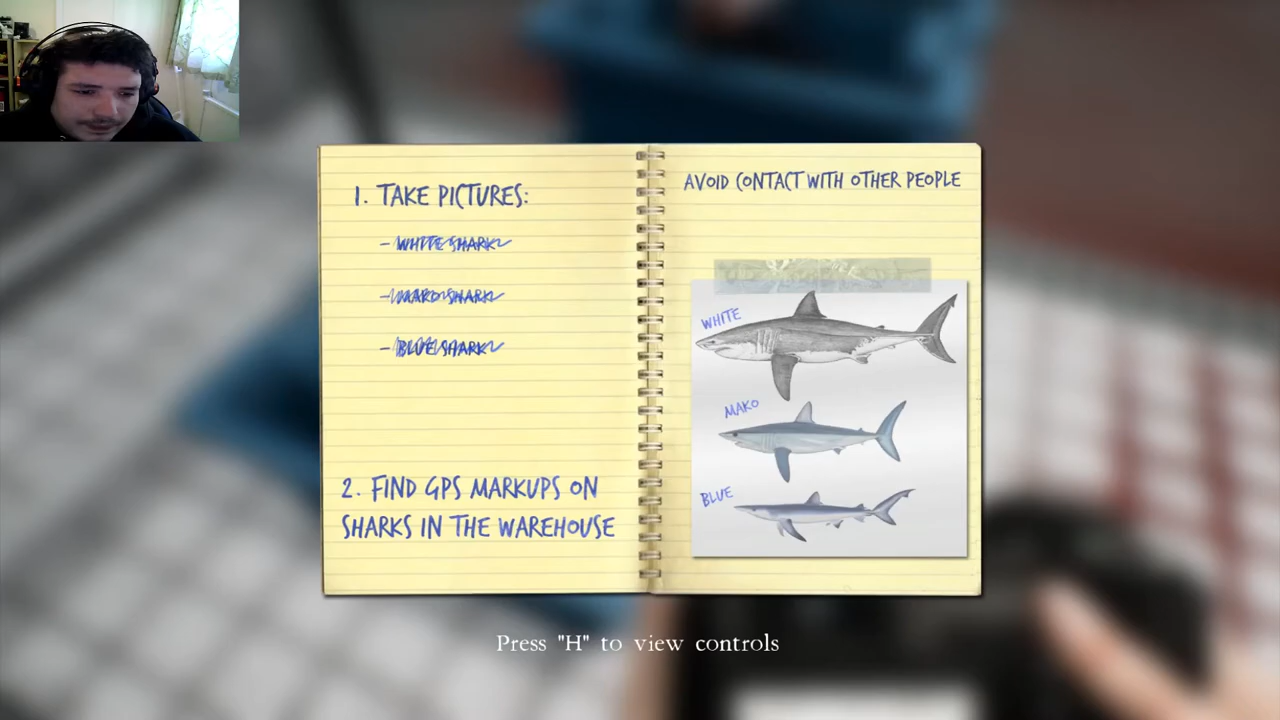 1. TAKE PICTURES:
- WHITE SHARK
- MAKO SHARK
- BLUE SHARK
2. FIND GPS MARKUPS ON
SHARKS IN THE WAREHOUSE
AVOID CONTACT WITH OTHER PEOPLE
WHITE
MAKO
BLUE
Press "H" to view controls